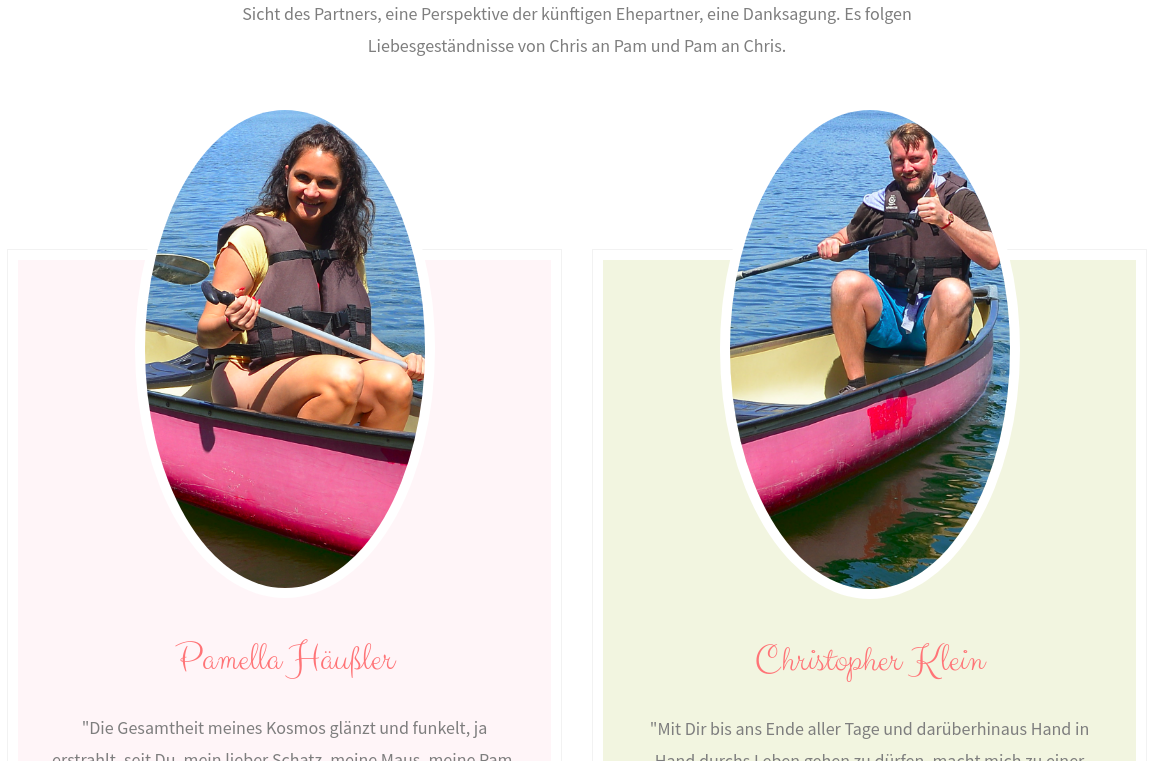 Sicht des Partners, eine Perspektive der künftigen Ehepartner, eine Danksagung. Es folgen
Liebesgeständnisse von Chris an Pam und Pam an Chris.
Pamella Häußler
"Die Gesamtheit meines Kosmos glänzt und funkelt, ja
erstrahlt, seit Du, mein lieber Schatz, meine Maus, meine Pam,
Christopher Klein
"Mit Dir bis ans Ende aller Tage und darüberhinaus Hand in
Hand durchs Leben gehen zu dürfen, macht mich zu einer